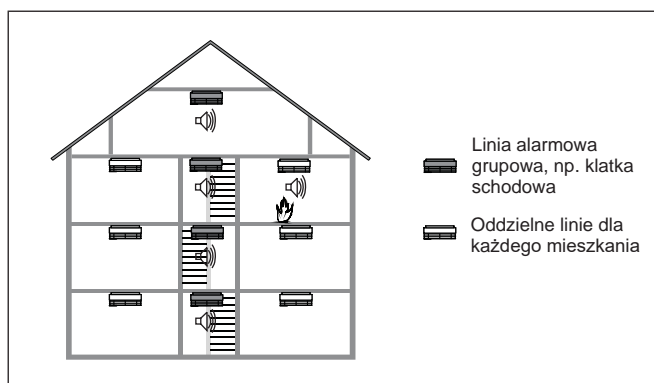 Linia alarmowa
grupowa, np. klatka
schodowa
Oddzielne linie dla
każdego mieszkania